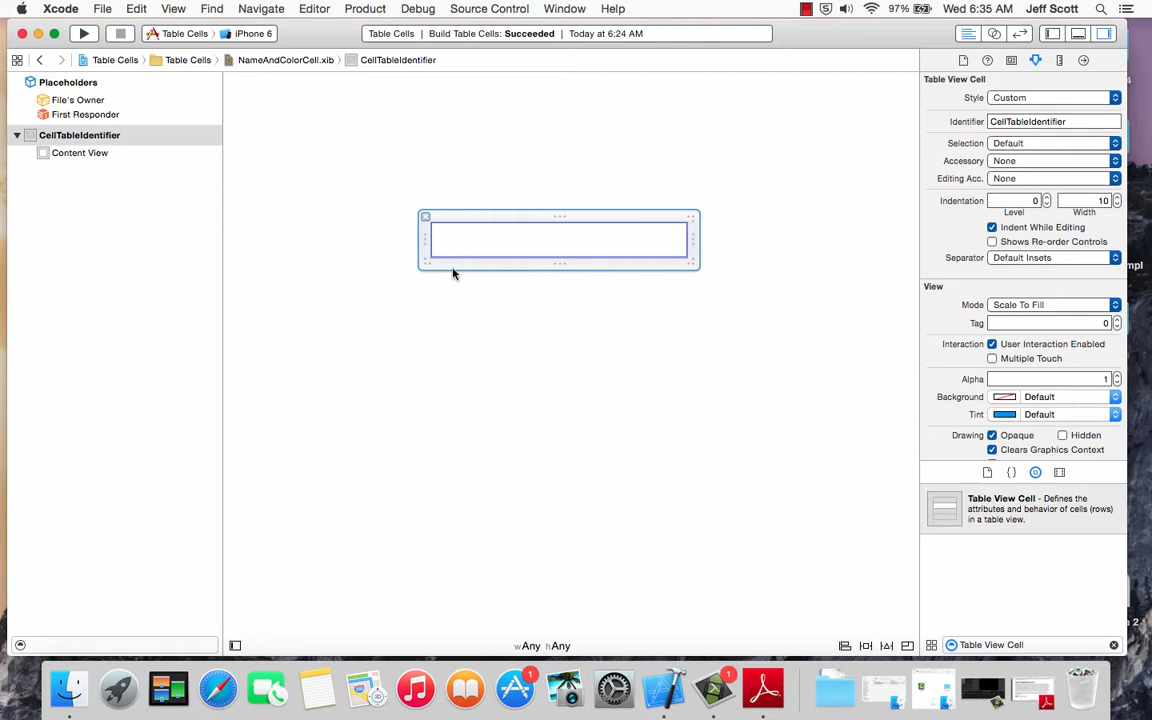 Xcode File Edit View Find Navigate Editor Product Debug Source Control Window Help 97% Wed 6:35 AM Jeff Scott
Table Cells iPhone 6 Table Cells Build Table Cells: Succeeded Today at 6:24 AM
Table Cells Table Cells NameAndColorCell.xib CellTableIdentifier
Placeholders
File's Owner
First Responder
CellTableIdentifier
Content View
Table View Cell
Style Custom
Identifier CellTableIdentifier
Selection Default
Accessory None
Editing Acc. None
Indentation 0 10
Level Width
Indent While Editing
Shows Re-order Controls
Separator Default Insets
View
Mode Scale To Fill
Tag 0
Interaction User Interaction Enabled
Multiple Touch
Alpha 1
Background Default
Tint Default
Drawing Opaque Hidden
Clears Graphics Context
Table View Cell - Defines the
attributes and behavior of cells (rows)
in a table view.
wAny hAny
Table View Cell
1
1